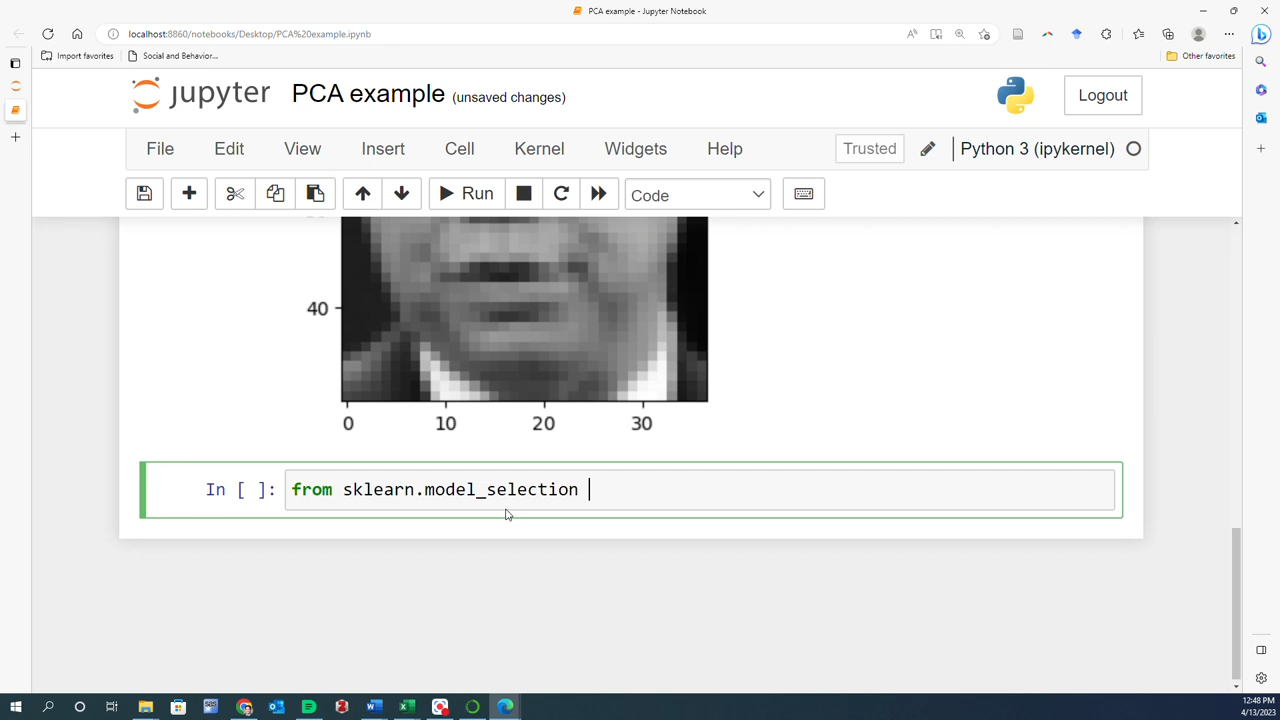 PCA example - Jupyter Notebook
localhost:8860/notebooks/Desktop/PCA%20example.ipynb
Import favorites
Social and Behavior...
Other favorites
jupyter PCA example (unsaved changes)
Logout
File Edit View Insert Cell Kernel Widgets Help
Trusted
Python 3 (ipykernel)
Run
Code
40
0 10 20 30
In [ ]: from sklearn.model_selection
12:48 PM
4/13/2023